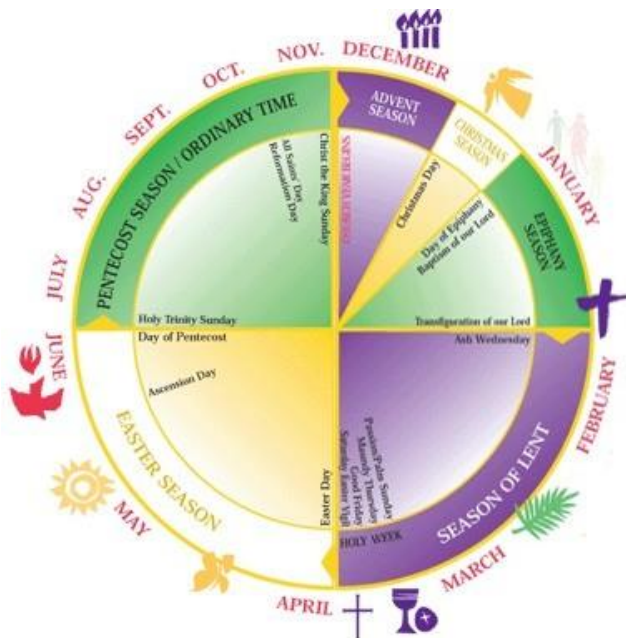 NOV.
DECEMBER
OCT.
SEPT.
AUG.
JULY
JUNE
MAY
APRIL
MARCH
FEBRUARY
JANUARY
ADVENT
SEASON
CHRISTMAS
SEASON
EPIPHANY
SEASON
SEASON OF LENT
HOLY WEEK
EASTER SEASON
PENTECOST SEASON / ORDINARY TIME
CHURCH YEAR BEGINS
Christmas Day
Day of Epiphany
Baptism of our Lord
Transfiguration of our Lord
Ash Wednesday
Passion/Palm Sunday
Maundy Thursday
Good Friday
Saturday Easter Vigil
Easter Day
Ascension Day
Day of Pentecost
Holy Trinity Sunday
Reformation Day
All Saints' Day
Christ the King Sunday